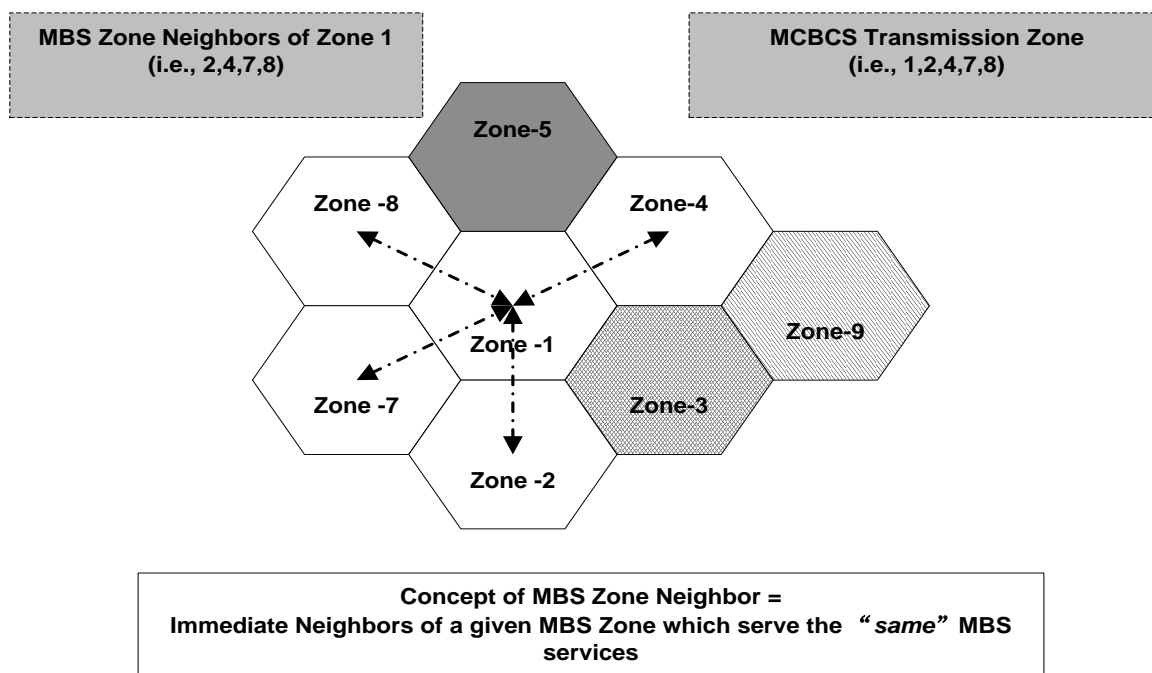 MBS Zone Neighbors of Zone 1
(i.e., 2,4,7,8)
MCBCS Transmission Zone
(i.e., 1,2,4,7,8)
Zone-5
Zone -8
Zone-4
Zone-9
Zone -1
Zone -7
Zone-3
Zone -2
Concept of MBS Zone Neighbor =
Immediate Neighbors of a given MBS Zone which serve the “same” MBS
services